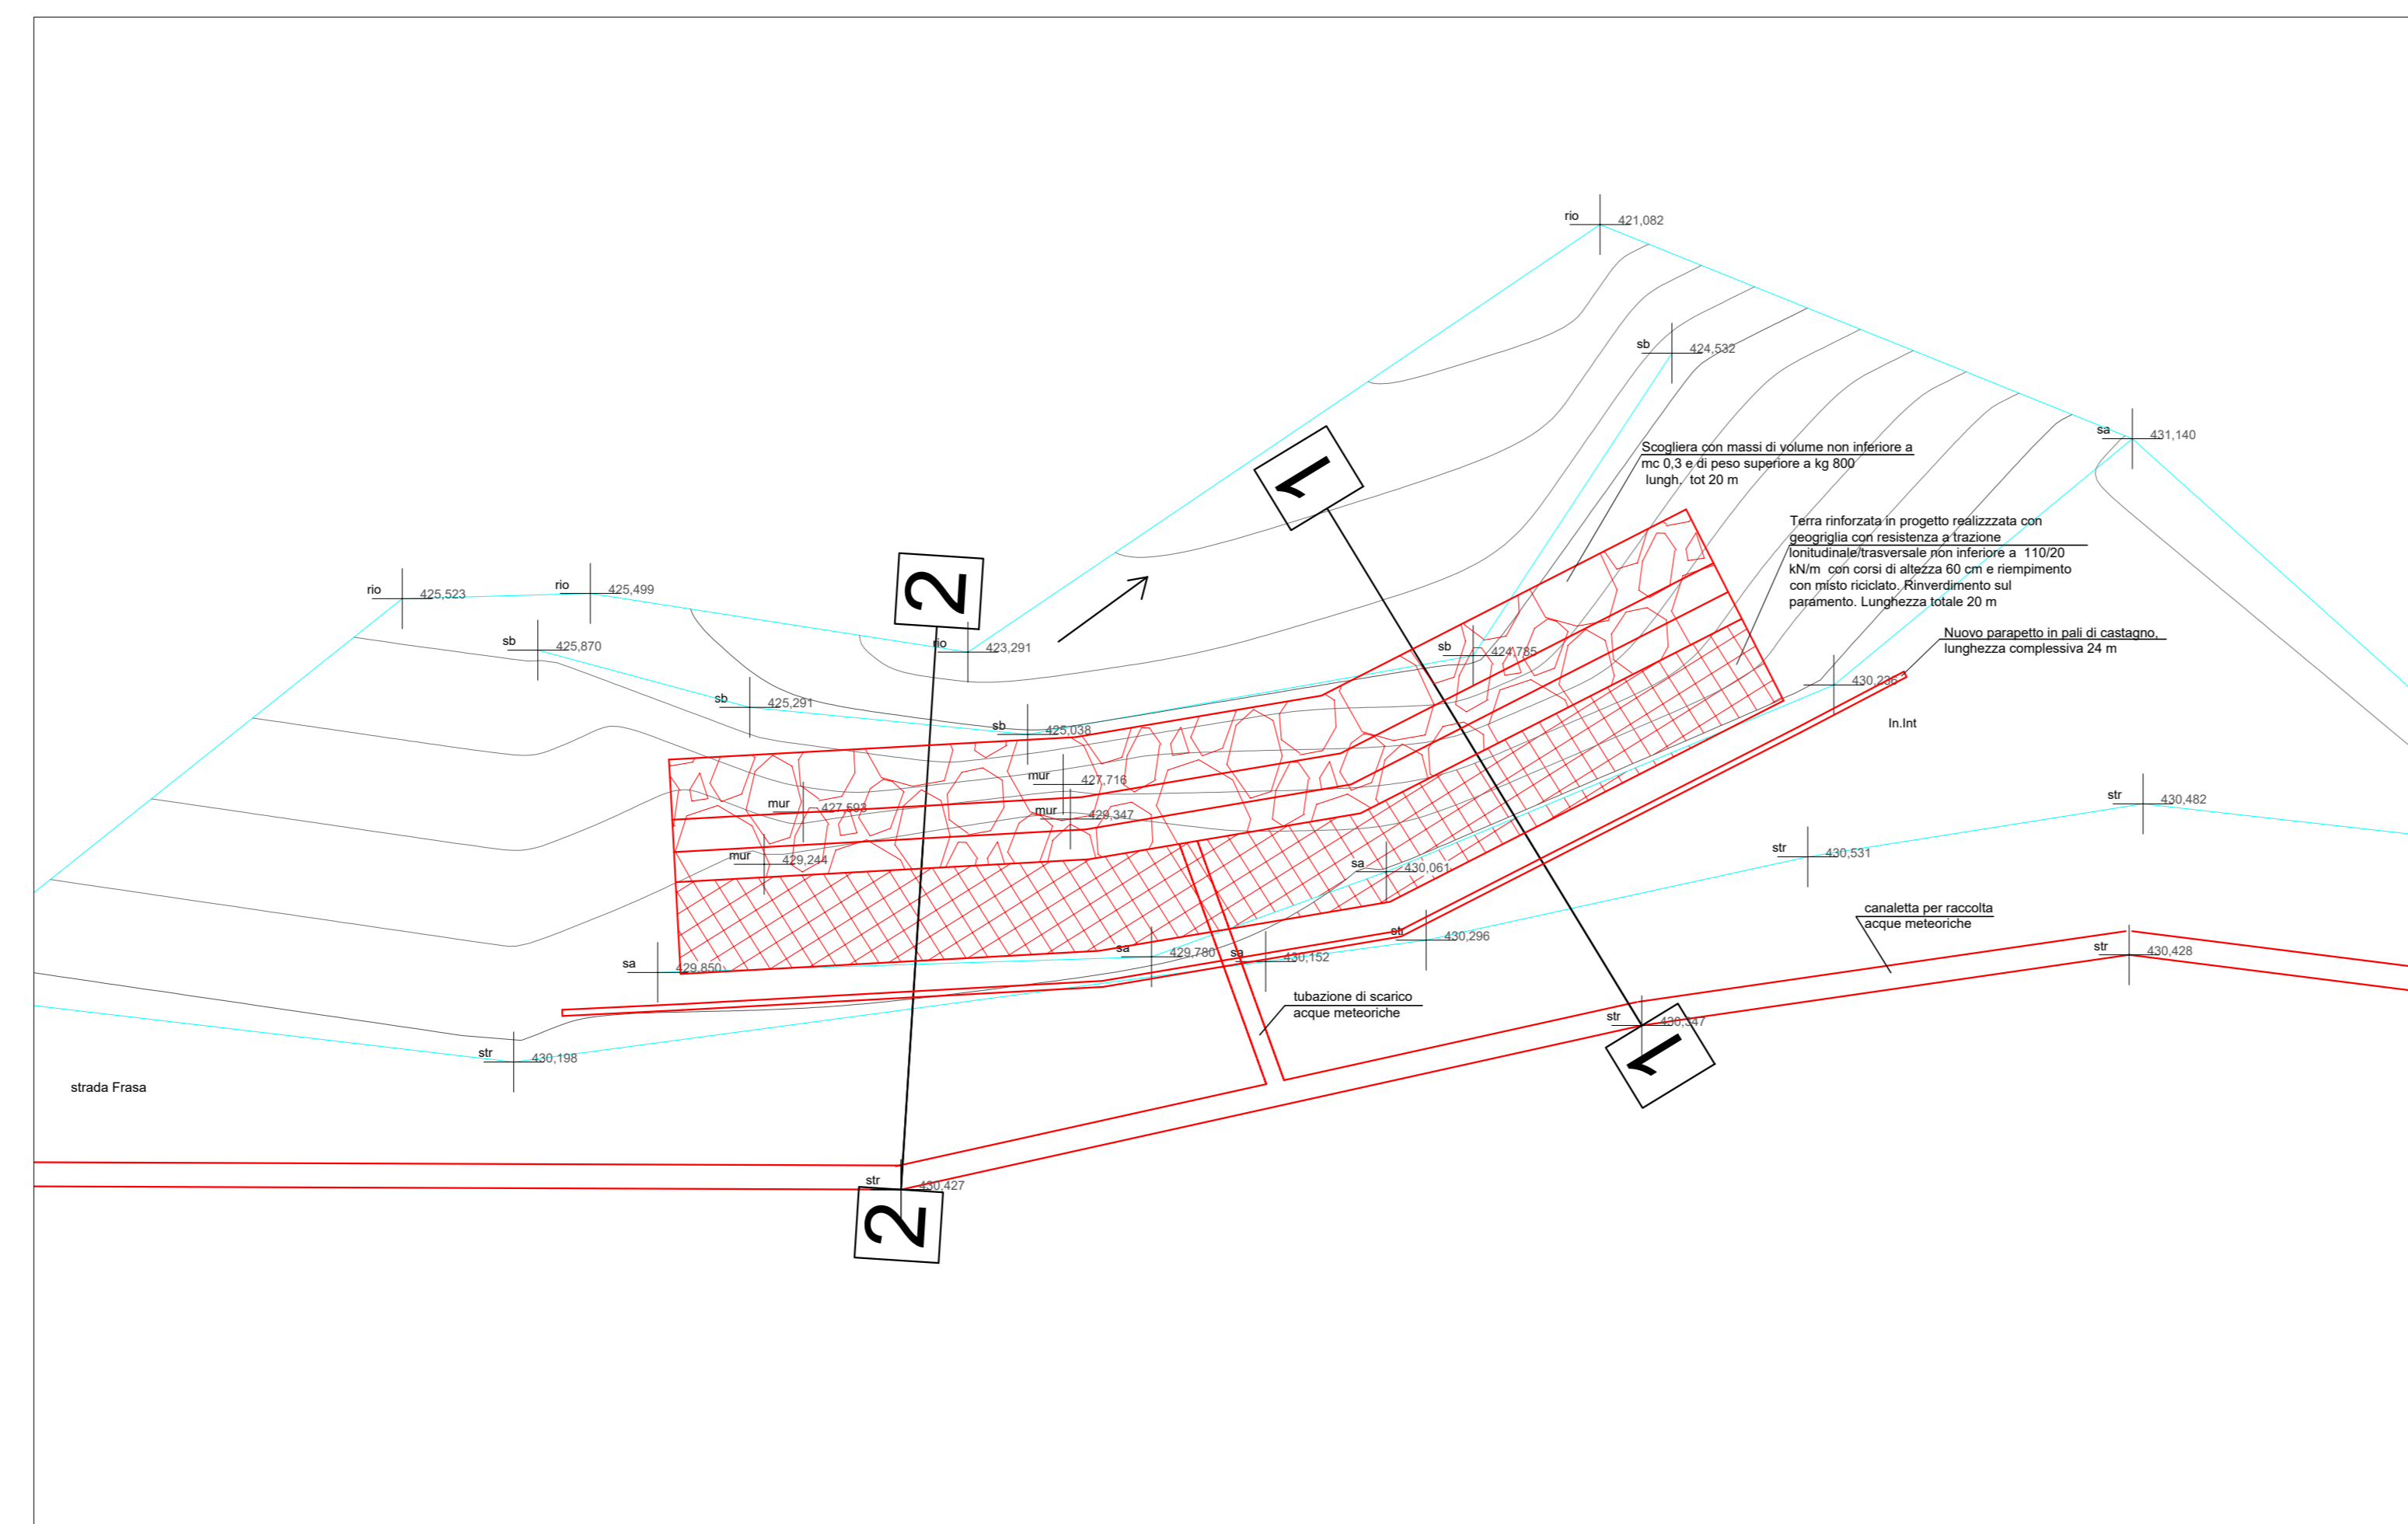 rio
421,082
sb
424,532
sa
431,140
Scogliera con massi di volume non inferiore a
mc 0,3 e di peso superiore a kg 800
lungh. tot 20 m
1
Terra rinforzata in progetto realizzzata con
geogriglia con resistenza a trazione
lonitudinale/trasversale non inferiore a 110/20
kN/m con corsi di altezza 60 cm e riempimento
con misto riciclato. Rinverdimento sul
paramento. Lunghezza totale 20 m
rio
425,523
rio
425,499
2
rio
423,291
sb
425,870
Nuovo parapetto in pali di castagno,
lunghezza complessiva 24 m
sb
424,785
430,236
sb
425,291
sb
425,038
In.Int
mur
427,716
mur
427,593
mur
429,347
str
430,482
mur
429,244
str
430,531
sa
430,061
canaletta per raccolta
acque meteoriche
str
430,296
sa
429,780
sa
430,152
str
430,428
sa
429,850
tubazione di scarico
acque meteoriche
str
430,347
1
str
430,198
strada Frasa
str
430,427
2